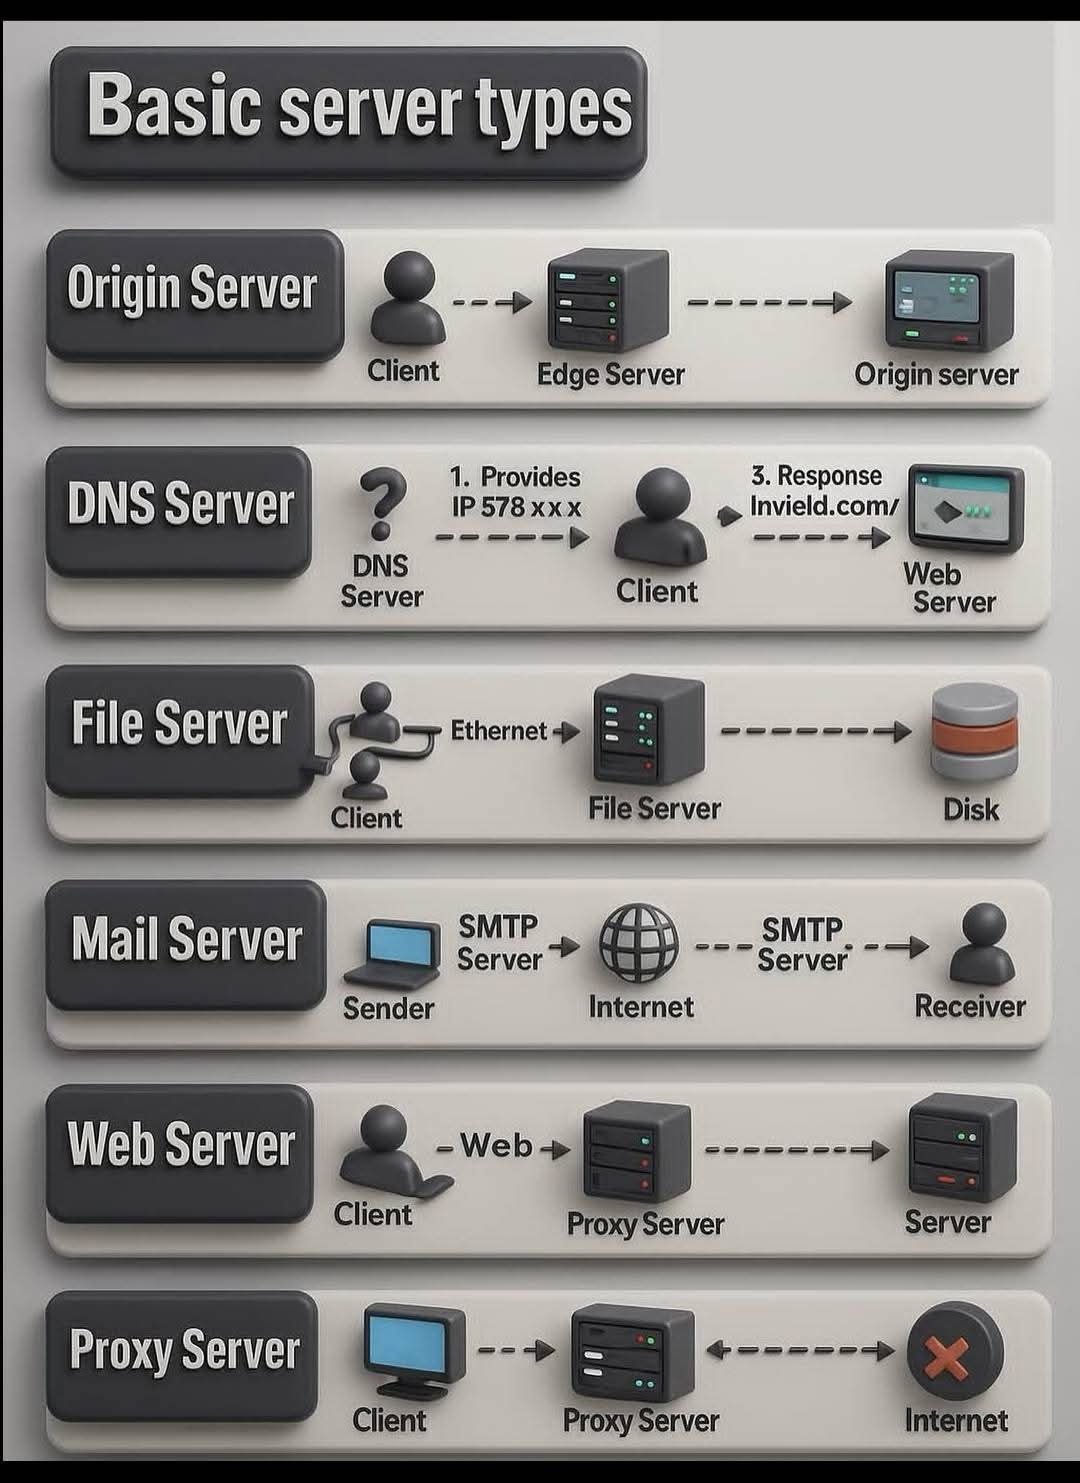 Basic server types
Origin Server
Client
Edge Server
Origin server
DNS Server
DNS
Server
1. Provides
IP 578 x x x
Client
3. Response
Invield.com/
Web
Server
File Server
Client
Ethernet
File Server
Disk
Mail Server
Sender
SMTP
Server
Internet
SMTP
Server
Receiver
Web Server
Client
Web
Proxy Server
Server
Proxy Server
Client
Proxy Server
Internet